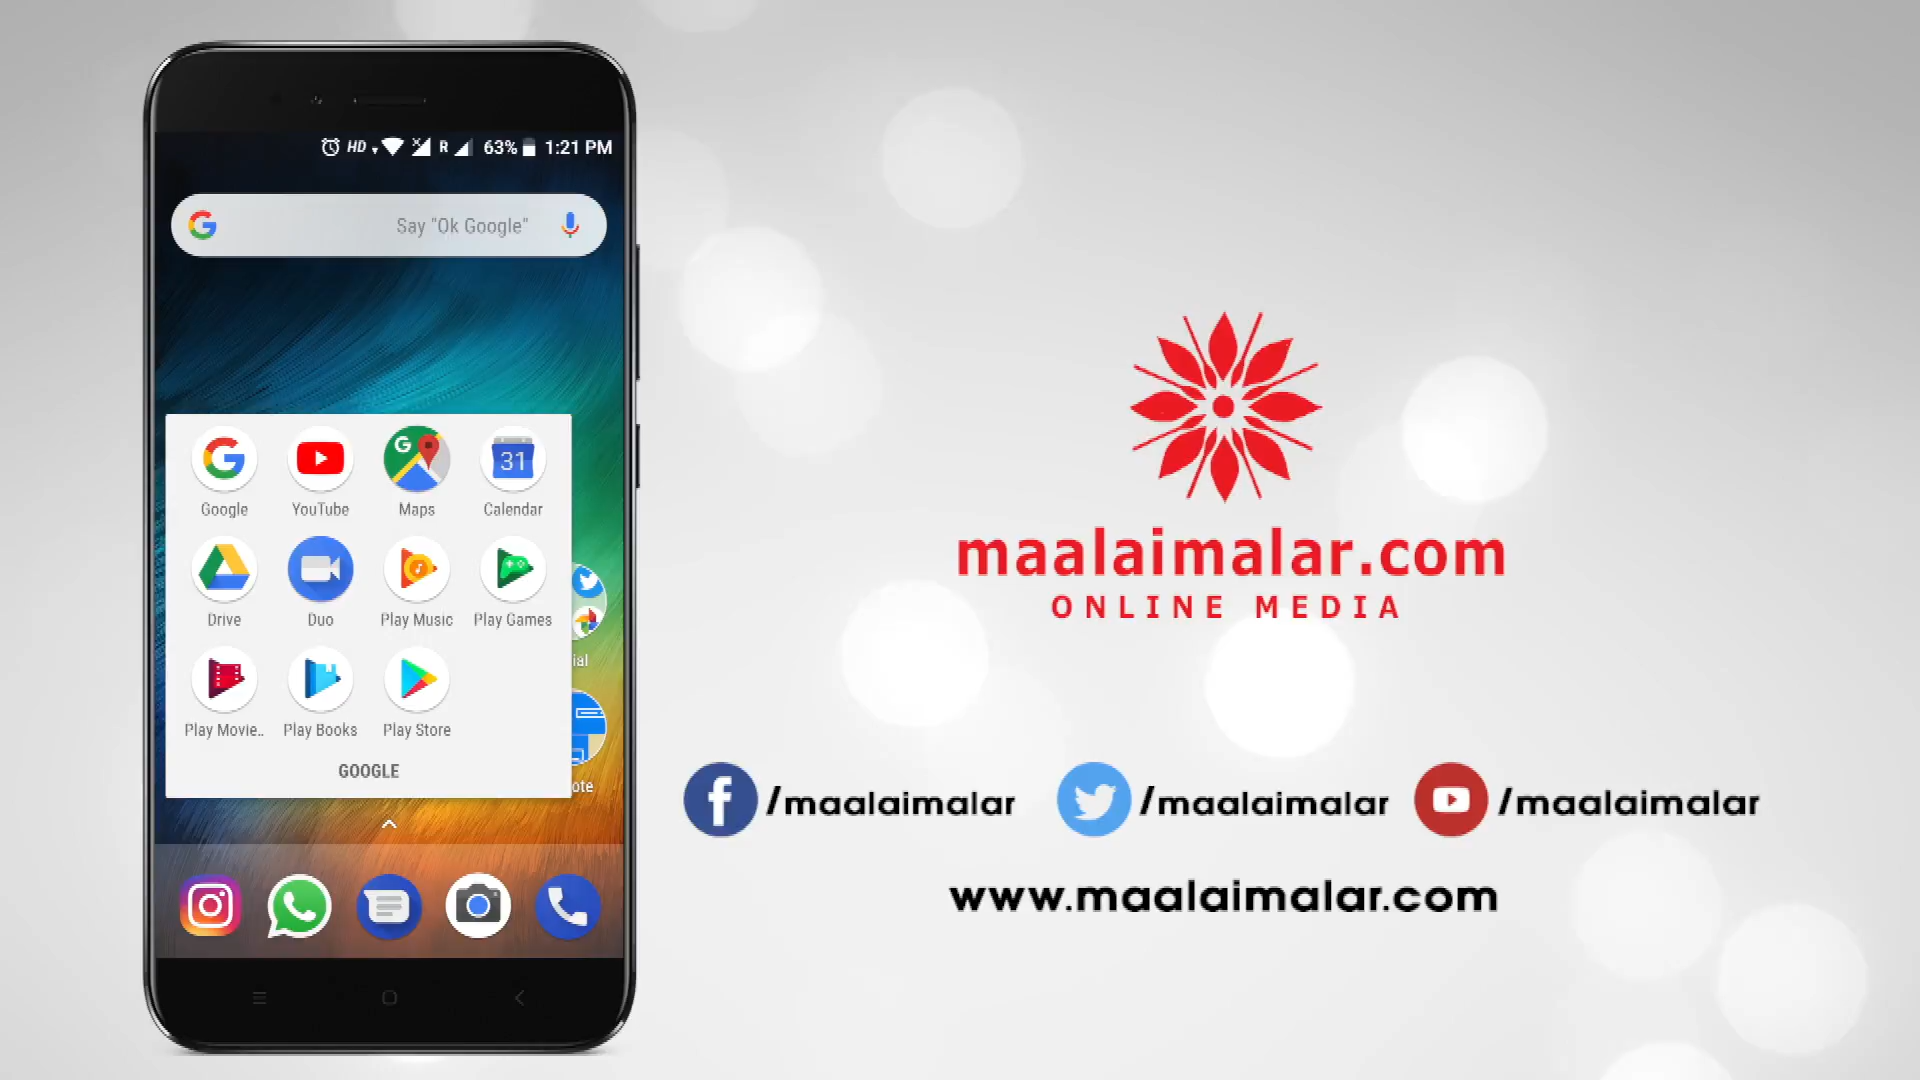 HD R 63% 1:21 PM
G Say "Ok Google"
G G 31
Google YouTube Maps Calendar
Drive Duo Play Music Play Games
ial
Play Movie.. Play Books Play Store
GOOGLE
ote
maalaimalar.com
ONLINE MEDIA
f /maalaimalar /maalaimalar /maalaimalar
www.maalaimalar.com